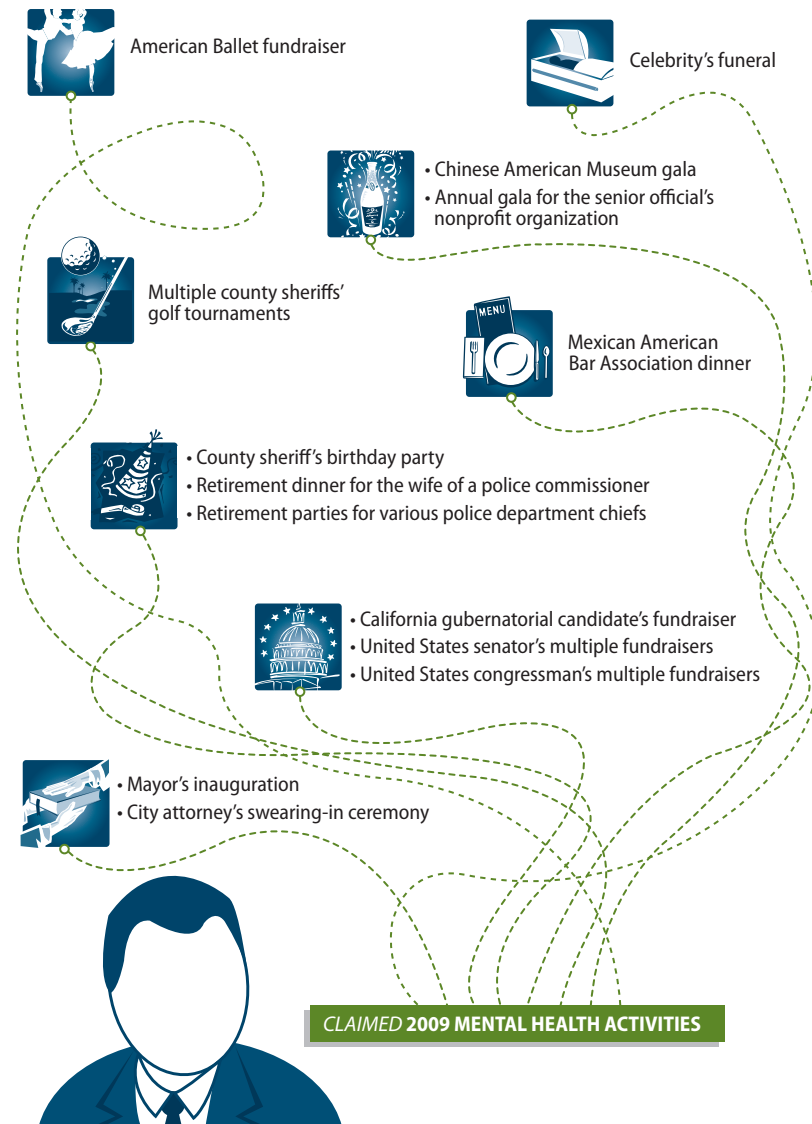 American Ballet fundraiser
Celebrity’s funeral
• Chinese American Museum gala
• Annual gala for the senior official’s
nonprofit organization
Multiple county sheriffs’
golf tournaments
MENU
Mexican American
Bar Association dinner
• County sheriff’s birthday party
• Retirement dinner for the wife of a police commissioner
• Retirement parties for various police department chiefs
• California gubernatorial candidate’s fundraiser
• United States senator’s multiple fundraisers
• United States congressman’s multiple fundraisers
• Mayor’s inauguration
• City attorney’s swearing-in ceremony
CLAIMED 2009 MENTAL HEALTH ACTIVITIES